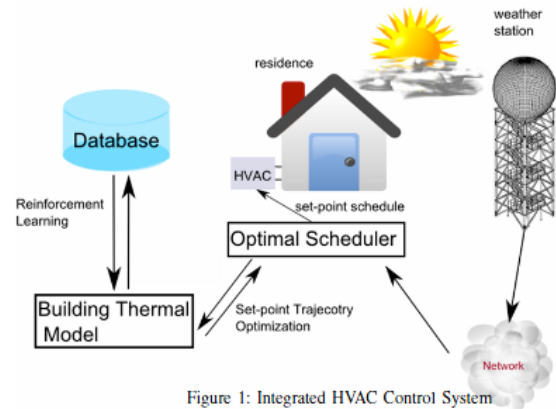 weather
station
residence
Database
HVAC
Reinforcement
Learning
set-point schedule
Optimal Scheduler
Building Thermal
Model
Set-point Trajecotry
Optimization
Network
Figure 1: Integrated HVAC Control System